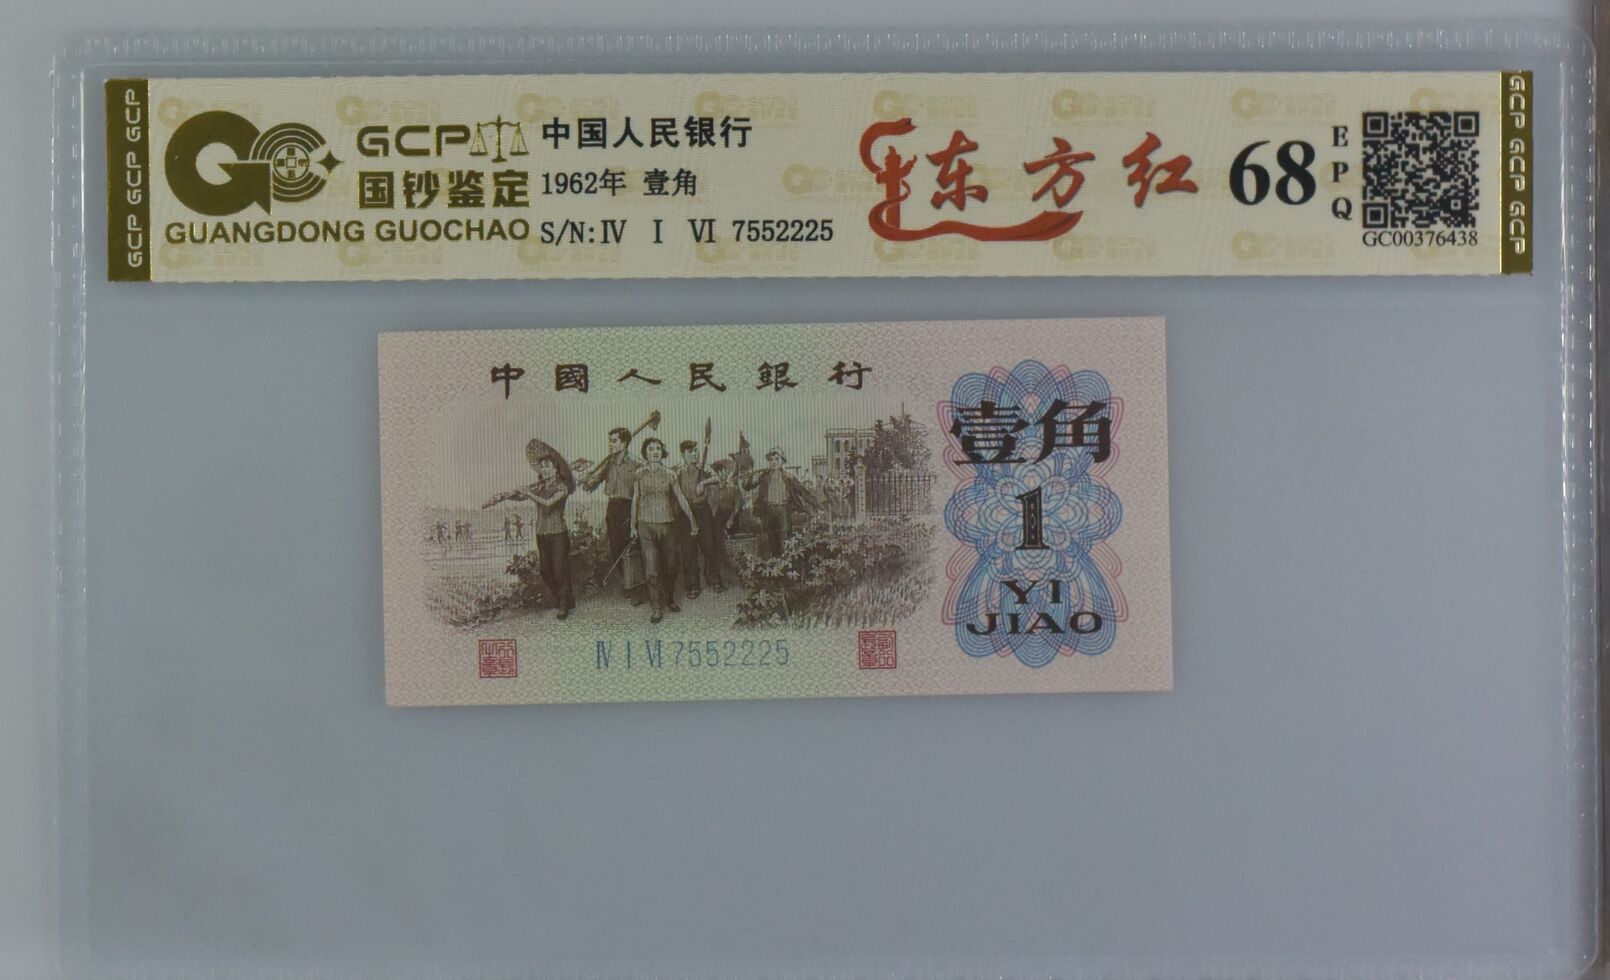 GCP GCP GCP
GCP
国钞鉴定
GUANGDONG GUOCHAO
中国人民银行
1962年 壹角
S/N:Ⅳ Ⅰ Ⅵ 7552225
东方红
68
EPQ
GC00376438
GCP GCP GCP
中國人民銀行
壹角
1
YI
JIAO
Ⅳ Ⅰ Ⅵ 7552225